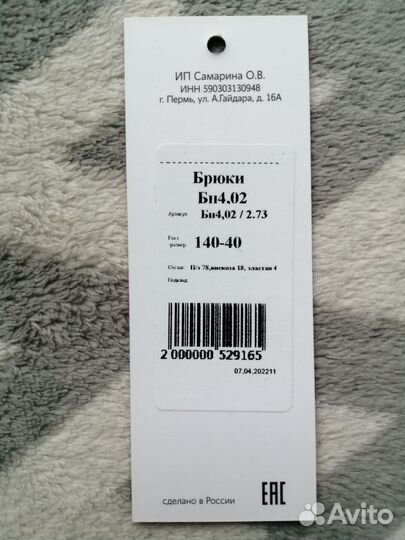 ИП Самарина О.В.
ИНН 590303130948
г. Пермь, ул. А.Гайдара, д. 16А
Брюки
Бп4.02
Артикул Бп4,02 / 2.73
Рост размер 140-40
Состав П/э 78,вискоза 18, эластан 4
Подклад
2 000000 529165
07,04,202211
сделано в России
EAC
Avito